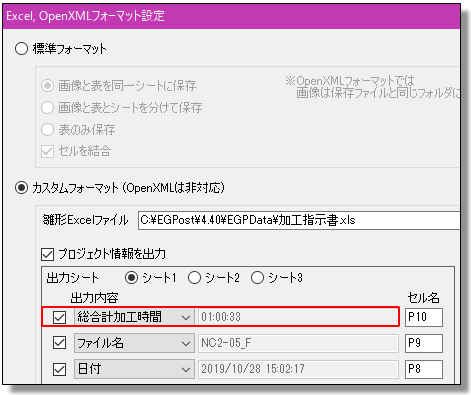 Excel, OpenXMLフォーマット設定
標準フォーマット
画像と表を同一シートに保存
※OpenXMLフォーマットでは
画像と表とシートを分けて保存
画像は保存ファイルと同じフォルダに
表のみ保存
セルを結合
カスタムフォーマット (OpenXMLは非対応)
雛形Excelファイル C:¥EGPost¥4.40¥EGPData¥加工指示書.xls
プロジェクト情報を出力
出力シート シート1 シート2 シート3
出力内容 セル名
総合計加工時間 01:00:33 P10
ファイル名 NC2-05_F P9
日付 2019/10/28 15:02:17 P8